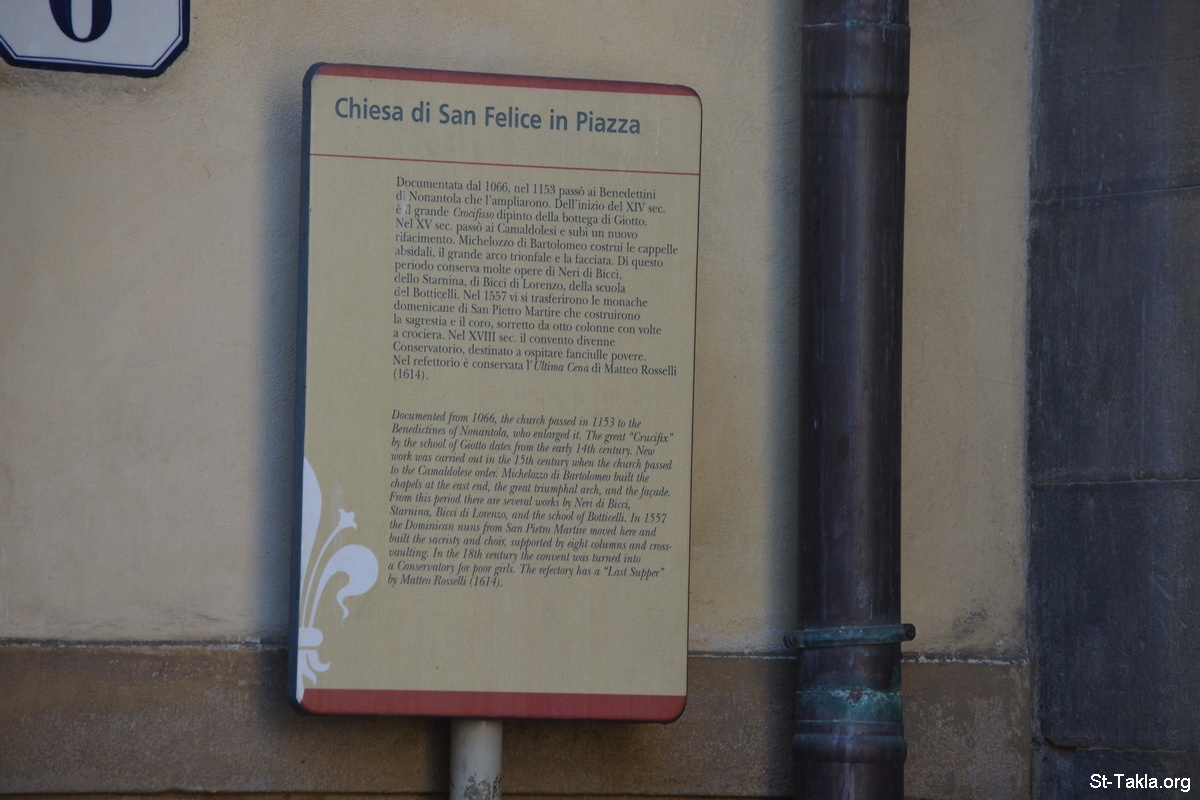 6
Chiesa di San Felice in Piazza
Documentata dal 1066, nel 1153 passò ai Benedettini
di Nonantola che l'ampliarono. Dell'inizio del XIV sec.
è il grande Crocifisso dipinto della bottega di Giotto.
Nel XV sec. passò ai Camaldolesi e subì un nuovo
rifacimento. Michelozzo di Bartolomeo costruì le cappelle
absidali, il grande arco trionfale e la facciata. Di questo
periodo conserva molte opere di Neri di Bicci,
dello Starnina, di Bicci di Lorenzo, della scuola
del Botticelli. Nel 1557 vi si trasferirono le monache
domenicane di San Pietro Martire che costruirono
la sagrestia e il coro, sorretto da otto colonne con volte
a crociera. Nel XVIII sec. il convento divenne
Conservatorio, destinato a ospitare fanciulle povere.
Nel refettorio è conservata l'Ultima Cena di Matteo Rosselli
(1614).
Documented from 1066, the church passed in 1153 to the
Benedictines of Nonantola, who enlarged it. The great "Crucifix"
by the school of Giotto dates from the early 14th century. New
work was carried out in the 15th century when the church passed
to the Camaldolese order. Michelozzo di Bartolomeo built the
chapels at the east end, the great triumphal arch, and the façade.
From this period there are several works by Neri di Bicci,
Starnina, Bicci di Lorenzo, and the school of Botticelli. In 1557
the Dominican nuns from San Pietro Martire moved here and
built the sacristy and choir, supported by eight columns and cross-
vaulting. In the 18th century the convent was turned into
a Conservatory for poor girls. The refectory has a "Last Supper"
by Matteo Rosselli (1614).
St-Takla.org